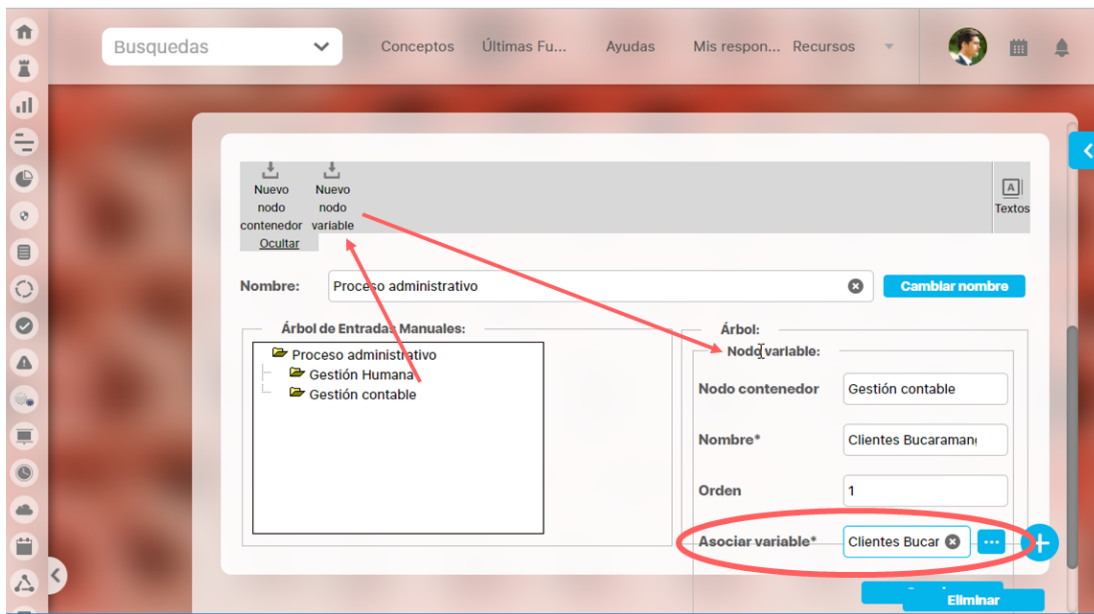 Busquedas
Conceptos
Últimas Fu...
Ayudas
Mis respon...
Recursos
Nuevo
nodo
contenedor
Nuevo
nodo
variable
Ocultar
A
Textos
Nombre:
Proceso administrativo
Cambiar nombre
Árbol de Entradas Manuales:
Proceso administrativo
Gestión Humana
Gestión contable
Árbol:
Nodo variable:
Nodo contenedor
Gestión contable
Nombre*
Clientes Bucaraman
Orden
1
Asociar variable*
Clientes Bucar
...
Eliminar